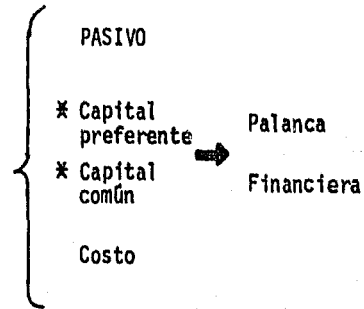 PASIVO
* Capital
preferente
Palanca
* Capital
común
Financiera
Costo